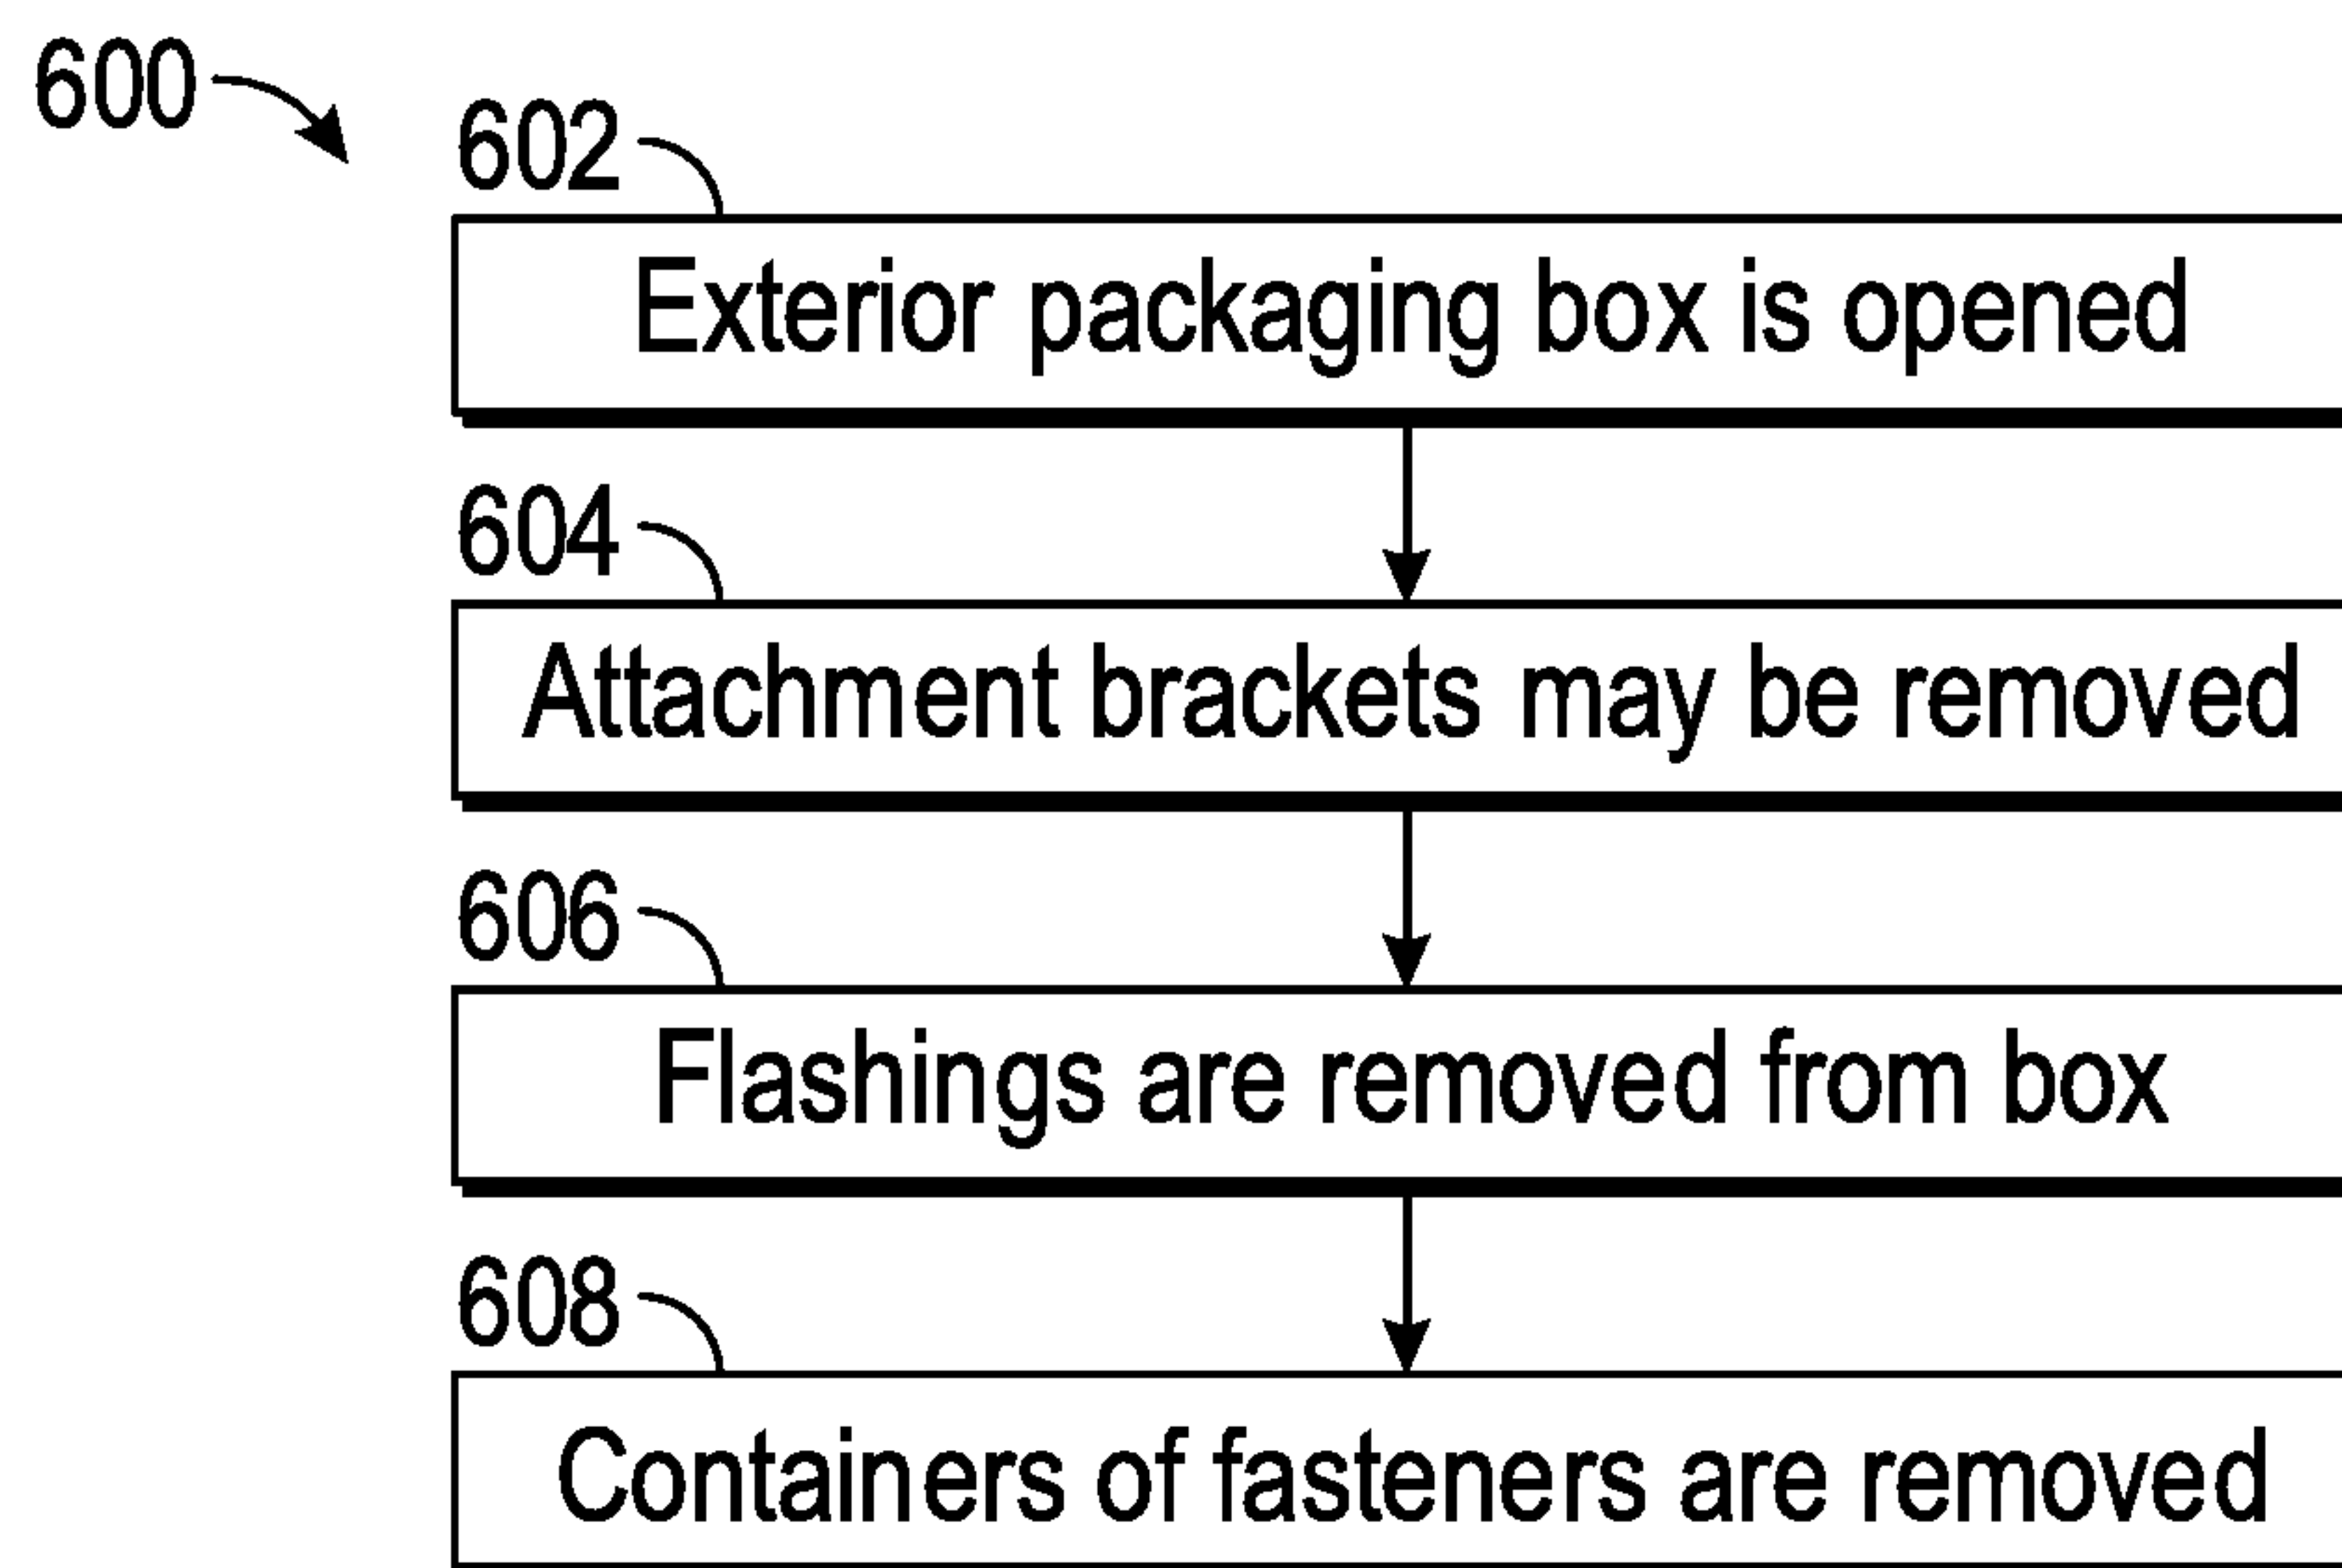 600
602
Exterior packaging box is opened
604
Attachment brackets may be removed
606
Flashings are removed from box
608
Containers of fasteners are removed